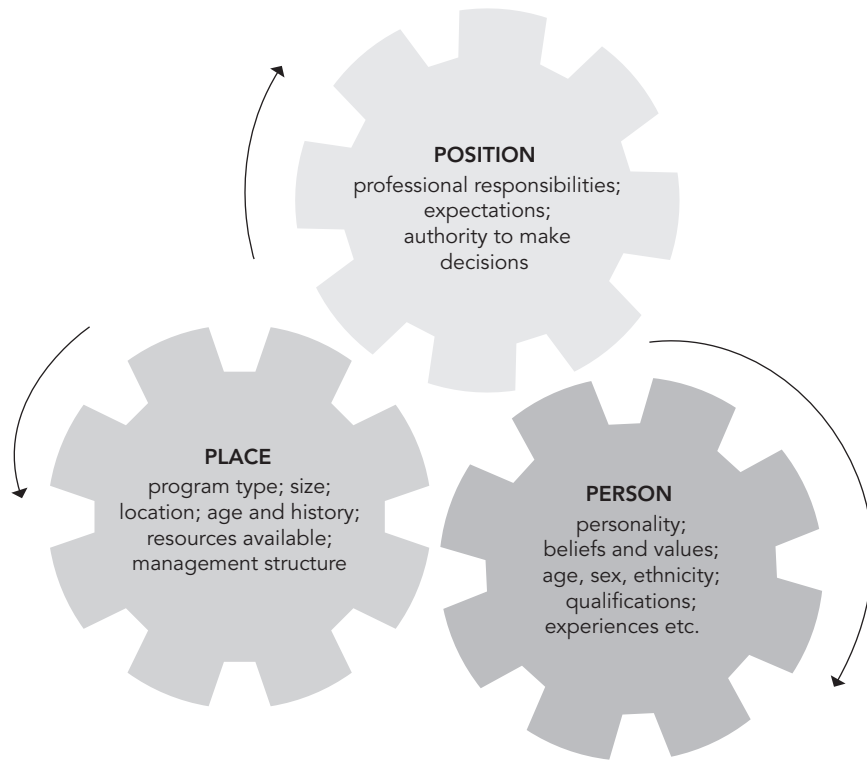 POSITION
professional responsibilities;
expectations;
authority to make
decisions
PLACE
program type; size;
location; age and history;
resources available;
management structure
PERSON
personality;
beliefs and values;
age, sex, ethnicity;
qualifications;
experiences etc.